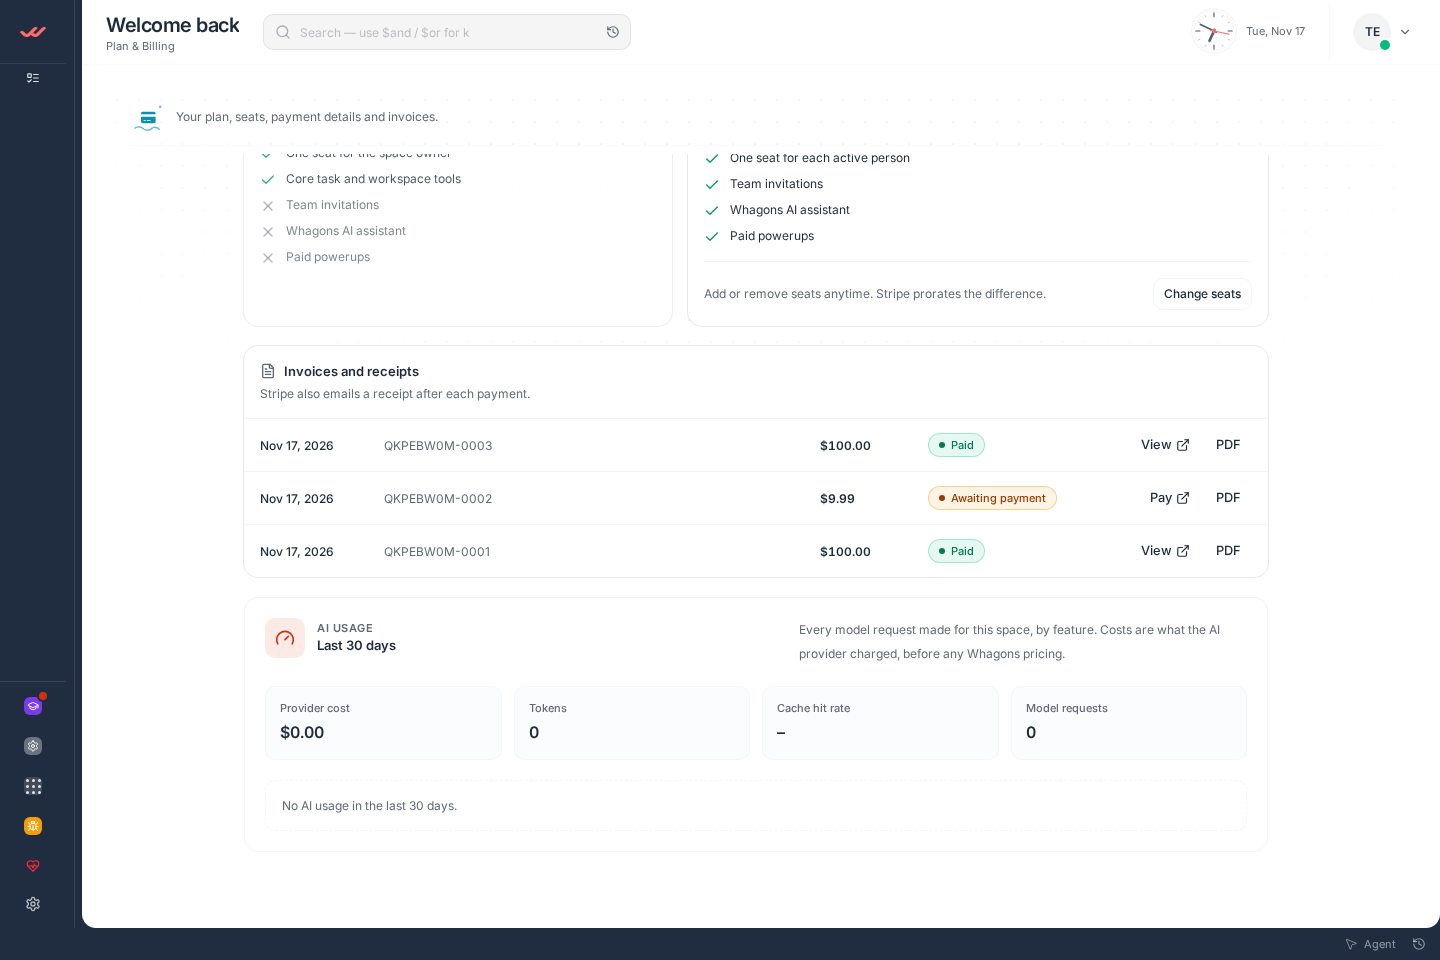 Welcome back
Plan & Billing
Search — use $and / $or for k
Tue, Nov 17
TE
Your plan, seats, payment details and invoices.
One seat for the space owner
Core task and workspace tools
Team invitations
Whagons AI assistant
Paid powerups
One seat for each active person
Team invitations
Whagons AI assistant
Paid powerups
Add or remove seats anytime. Stripe prorates the difference.
Change seats
Invoices and receipts
Stripe also emails a receipt after each payment.
Nov 17, 2026 QKPEBW0M-0003 $100.00 Paid View PDF
Nov 17, 2026 QKPEBW0M-0002 $9.99 Awaiting payment Pay PDF
Nov 17, 2026 QKPEBW0M-0001 $100.00 Paid View PDF
AI USAGE
Last 30 days
Every model request made for this space, by feature. Costs are what the AI
provider charged, before any Whagons pricing.
Provider cost
$0.00
Tokens
0
Cache hit rate
–
Model requests
0
No AI usage in the last 30 days.
Agent